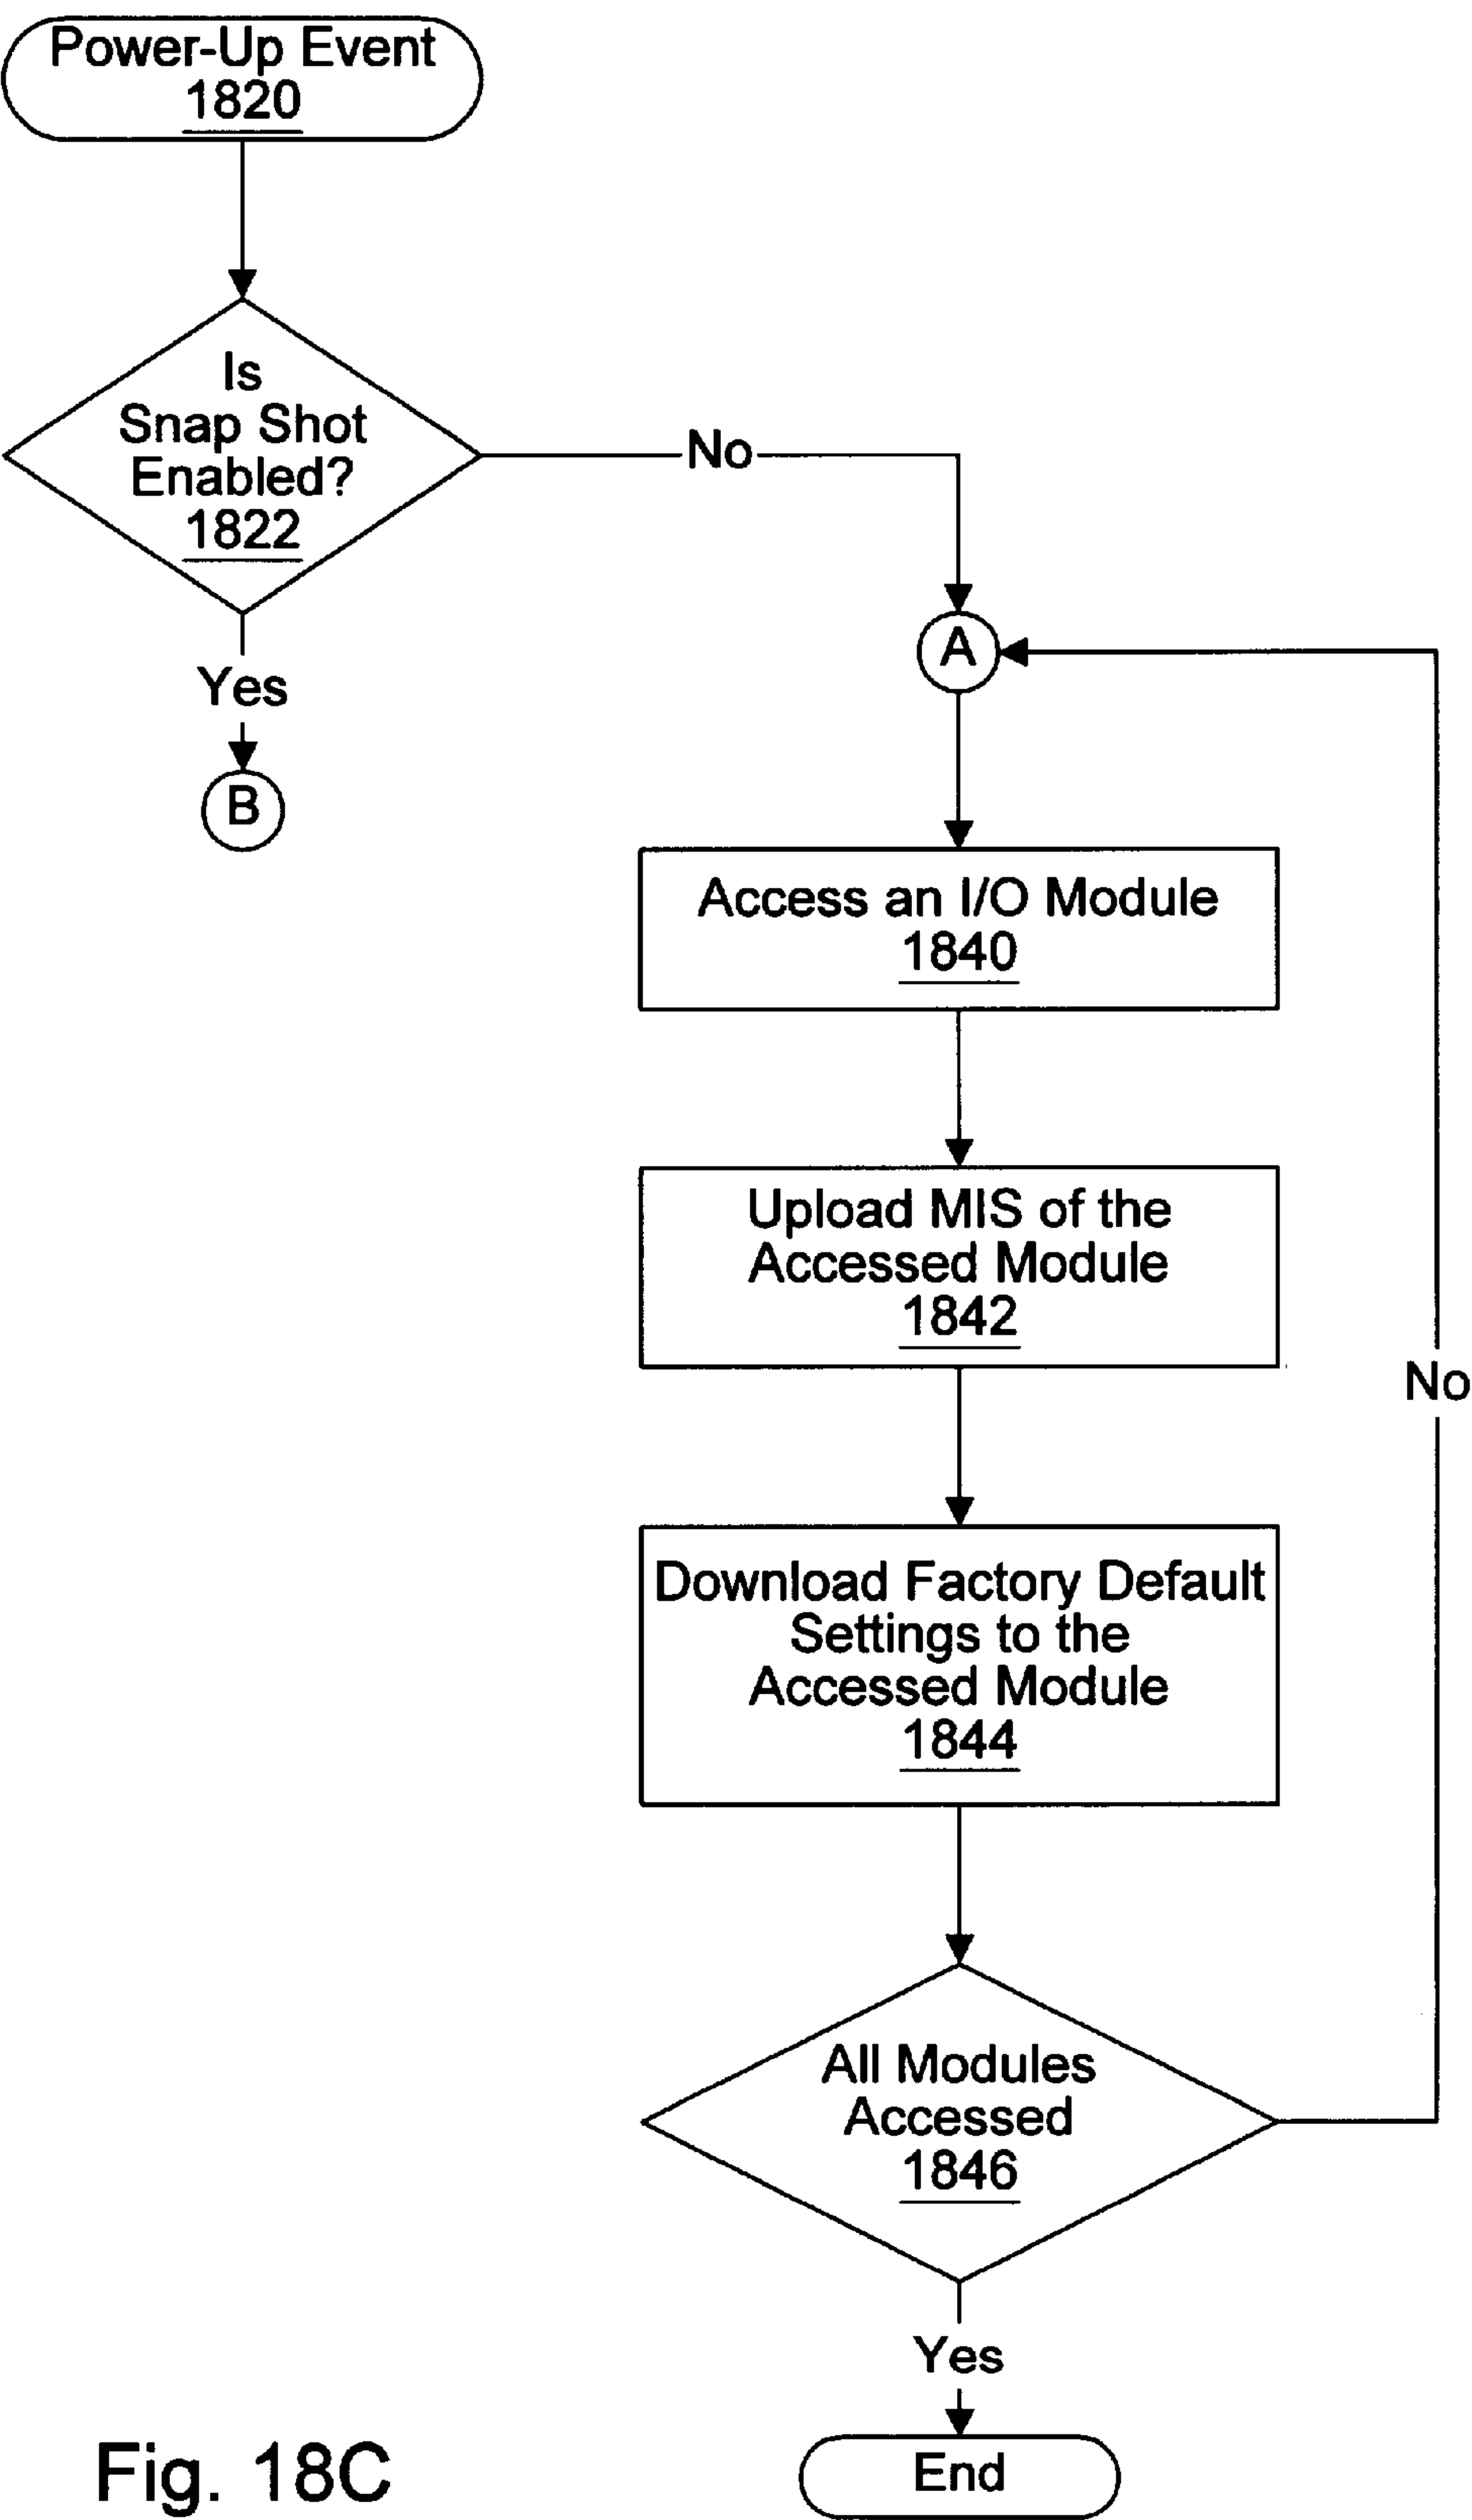 Power-Up Event
1820
Is
Snap Shot
Enabled?
1822
No
Yes
B
A
Access an I/O Module
1840
Upload MIS of the
Accessed Module
1842
No
Download Factory Default
Settings to the
Accessed Module
1844
All Modules
Accessed
1846
Yes
End
Fig. 18C